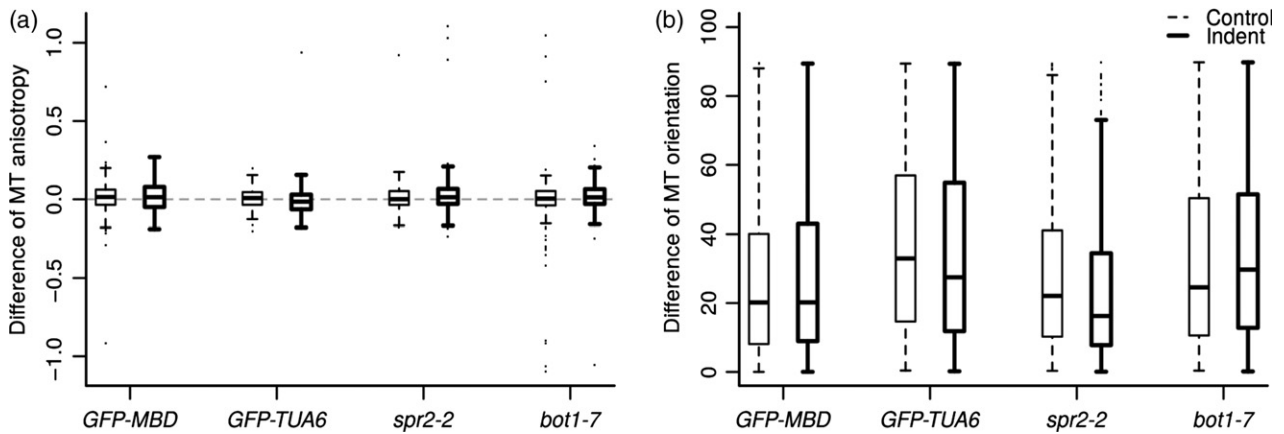 (a)
Difference of MT anisotropy
1.0
0.5
0.0
−0.5
−1.0
GFP-MBD GFP-TUA6 spr2-2 bot1-7
(b)
Control
Indent
Difference of MT orientation
100
80
60
40
20
0
GFP-MBD GFP-TUA6 spr2-2 bot1-7